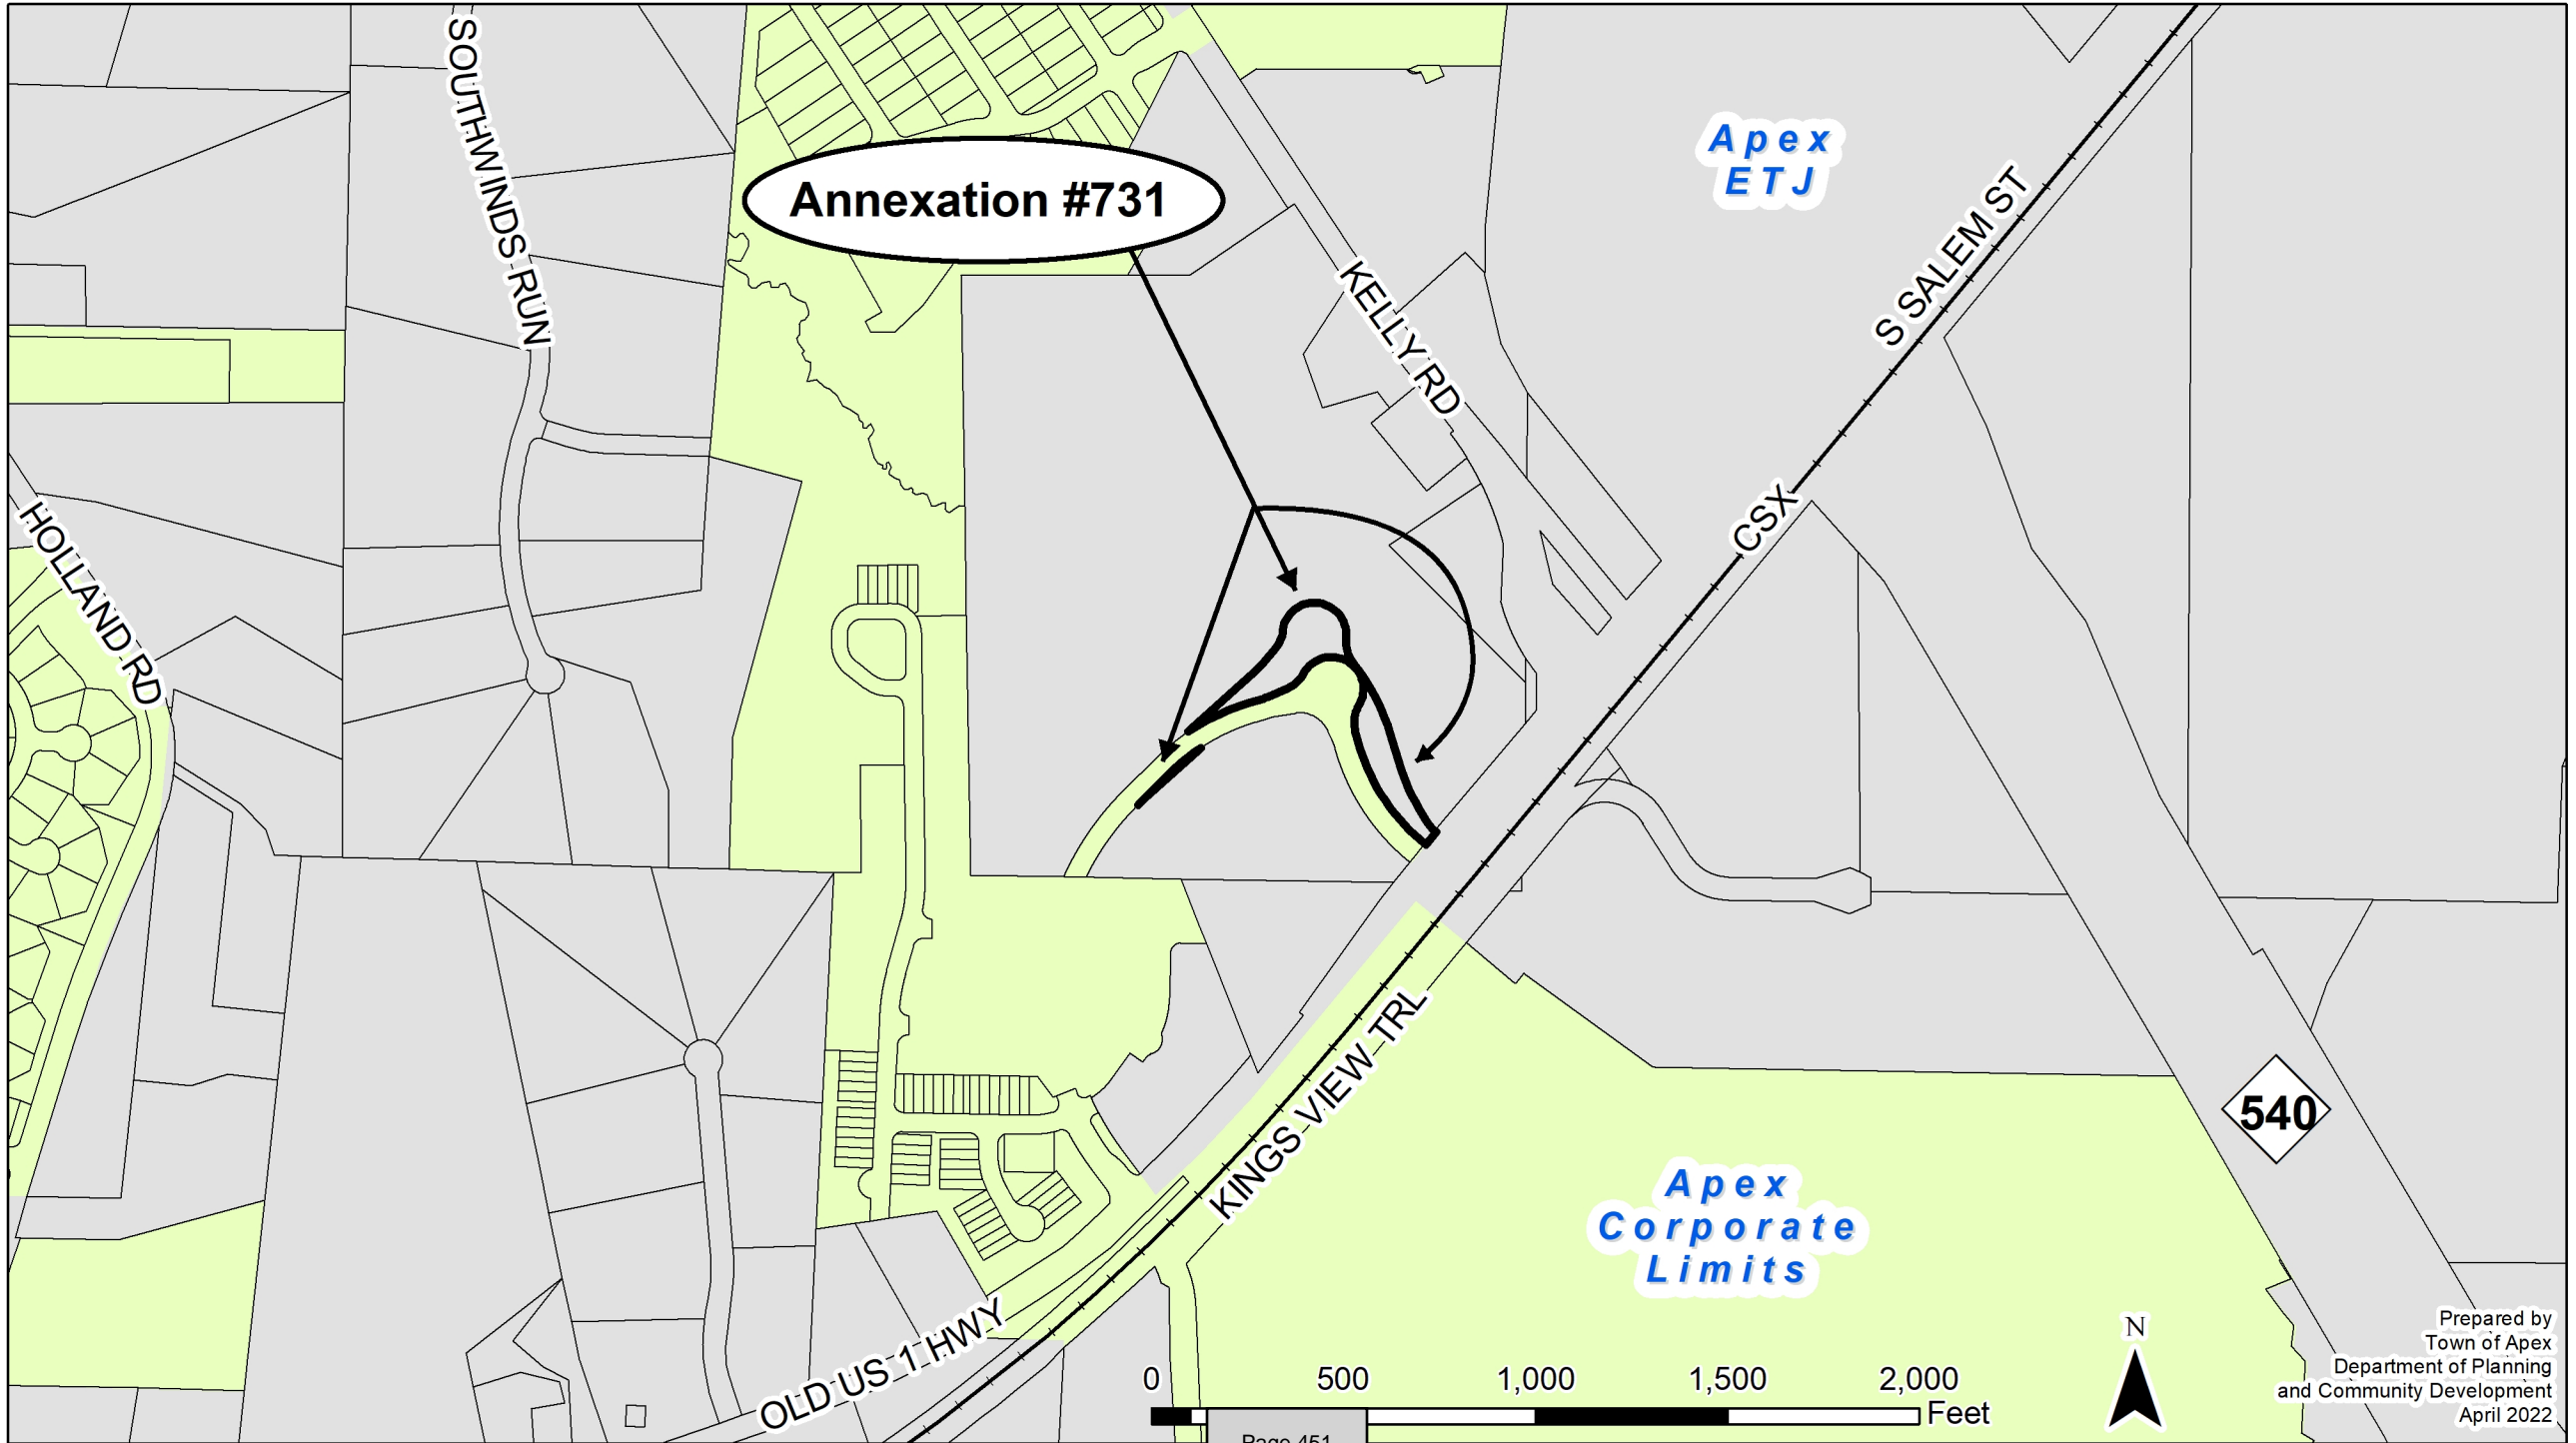 SOUTHWINDS RUN
Annexation #731
Apex
ETJ
S SALEM ST
KELLY RD
CSX
HOLLAND RD
KINGS VIEW TRL
540
Apex
Corporate
Limits
OLD US 1 HWY
0 500 1,000 1,500 2,000
Feet
N
Prepared by
Town of Apex
Department of Planning
and Community Development
April 2022
Page 451